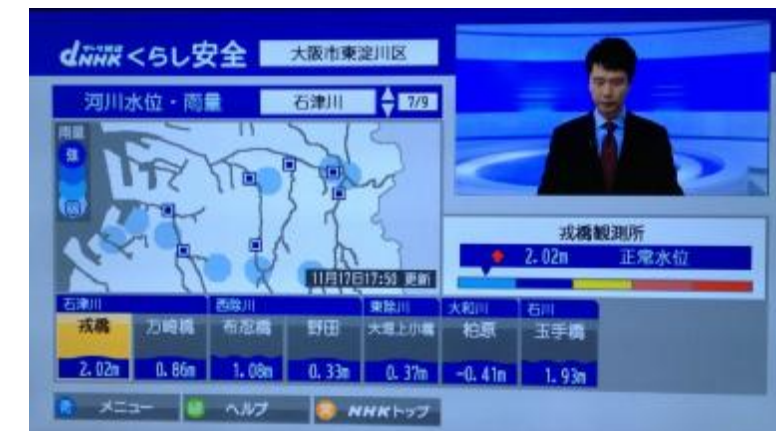 dNHK くらし安全 大阪市東淀川区
河川水位・雨量 石津川 7/9
雨量
強
弱
11月17日17:50 更新
戎橋観測所
2.02m 正常水位
石津川 西除川 東除川 大和川 石川
戎橋 万崎橋 布忍橋 野田 大堀上小橋 柏原 玉手橋
2.02m 0.86m 1.08m 0.33m 0.37m -0.41m 1.93m
青 メニュー 緑 ヘルプ 黄 NHKトップ